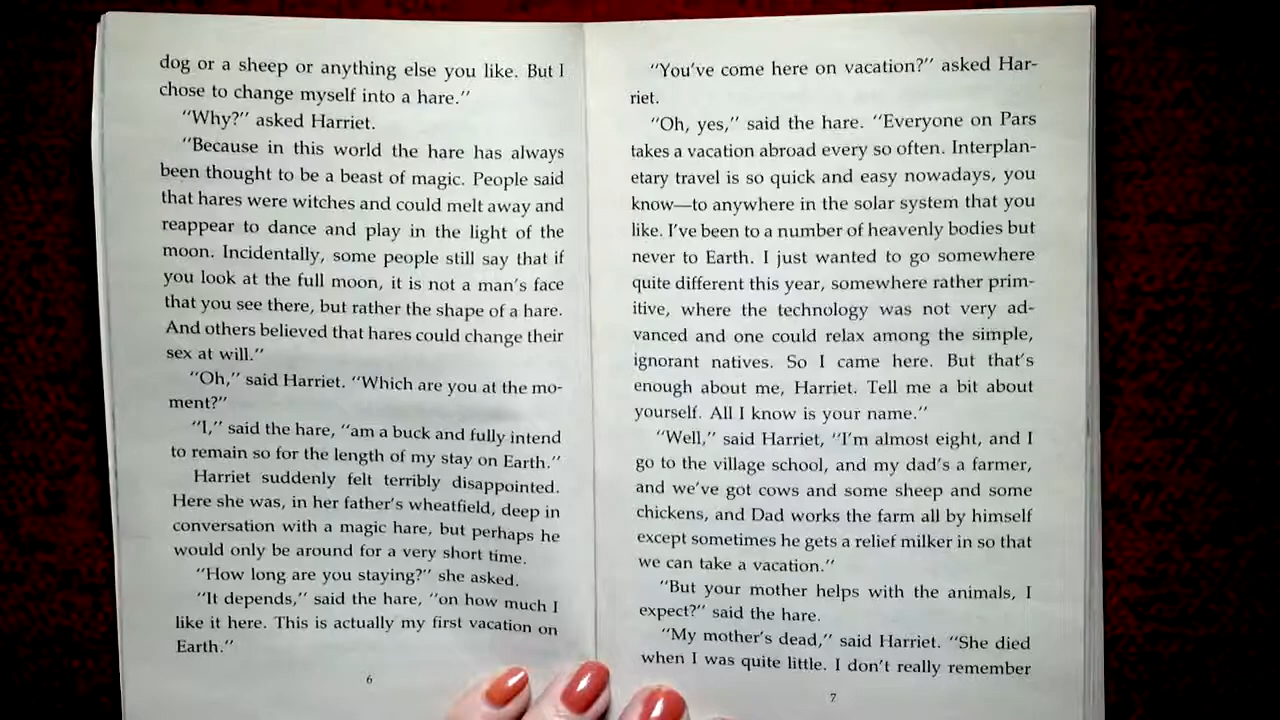 dog or a sheep or anything else you like. But I
chose to change myself into a hare.”
“Why?” asked Harriet.
“Because in this world the hare has always
been thought to be a beast of magic. People said
that hares were witches and could melt away and
reappear to dance and play in the light of the
moon. Incidentally, some people still say that if
you look at the full moon, it is not a man’s face
that you see there, but rather the shape of a hare.
And others believed that hares could change their
sex at will.”
“Oh,” said Harriet. “Which are you at the mo-
ment?”
“I,” said the hare, “am a buck and fully intend
to remain so for the length of my stay on Earth.”
Harriet suddenly felt terribly disappointed.
Here she was, in her father’s wheatfield, deep in
conversation with a magic hare, but perhaps he
would only be around for a very short time.
“How long are you staying?” she asked.
“It depends,” said the hare, “on how much I
like it here. This is actually my first vacation on
Earth.”
6
“You’ve come here on vacation?” asked Har-
riet.
“Oh, yes,” said the hare. “Everyone on Pars
takes a vacation abroad every so often. Interplan-
etary travel is so quick and easy nowadays, you
know—to anywhere in the solar system that you
like. I’ve been to a number of heavenly bodies but
never to Earth. I just wanted to go somewhere
quite different this year, somewhere rather prim-
itive, where the technology was not very ad-
vanced and one could relax among the simple,
ignorant natives. So I came here. But that’s
enough about me, Harriet. Tell me a bit about
yourself. All I know is your name.”
“Well,” said Harriet, “I’m almost eight, and I
go to the village school, and my dad’s a farmer,
and we’ve got cows and some sheep and some
chickens, and Dad works the farm all by himself
except sometimes he gets a relief milker in so that
we can take a vacation.”
“But your mother helps with the animals, I
expect?” said the hare.
“My mother’s dead,” said Harriet. “She died
when I was quite little. I don’t really remember
7